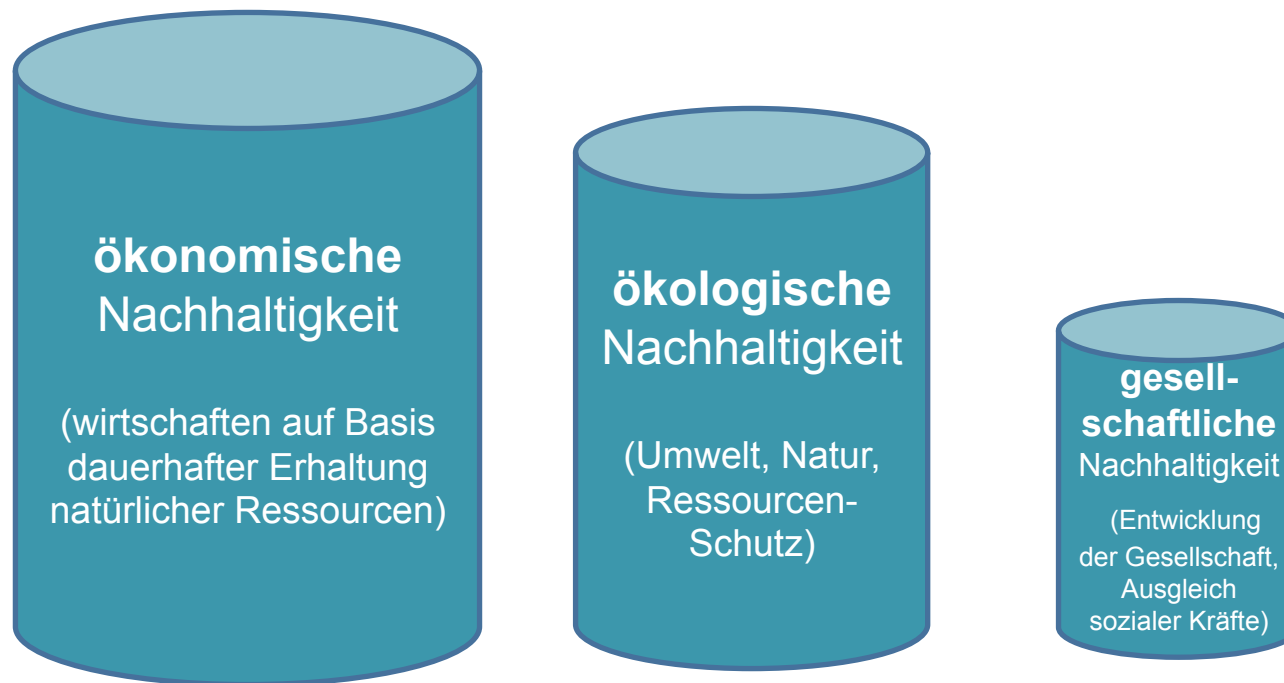 ökonomische
Nachhaltigkeit
(wirtschaften auf Basis
dauerhafter Erhaltung
natürlicher Ressourcen)
ökologische
Nachhaltigkeit
(Umwelt, Natur,
Ressourcen-
Schutz)
gesell-
schaftliche
Nachhaltigkeit
(Entwicklung
der Gesellschaft,
Ausgleich
sozialer Kräfte)